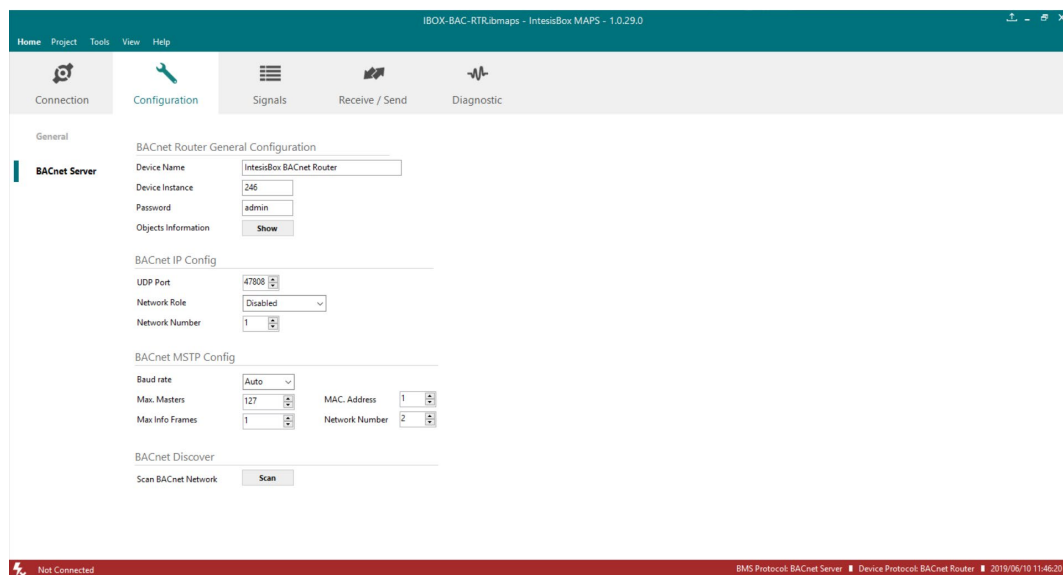 IBOX-BAC-RTR.ibmaps - IntesisBox MAPS - 1.0.29.0
Home Project Tools View Help
Connection Configuration Signals Receive / Send Diagnostic
General
BACnet Server
BACnet Router General Configuration
Device Name IntesisBox BACnet Router
Device Instance 246
Password admin
Objects Information Show
BACnet IP Config
UDP Port 47808
Network Role Disabled
Network Number 1
BACnet MSTP Config
Baud rate Auto
Max. Masters 127 MAC. Address 1
Max Info Frames 1 Network Number 2
BACnet Discover
Scan BACnet Network Scan
Not Connected BMS Protocol: BACnet Server Device Protocol: BACnet Router 2019/06/10 11:46:20